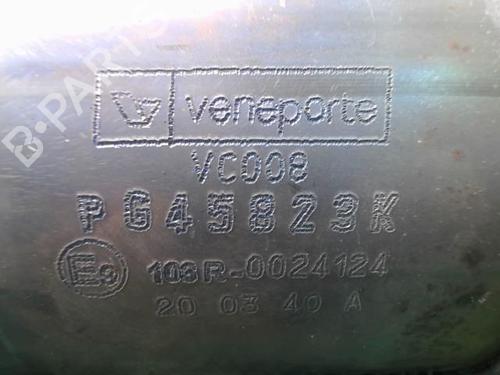 B-PARTS
veneporte
VC008
PG45823K
E9 103R-0024124
20 03 40 A